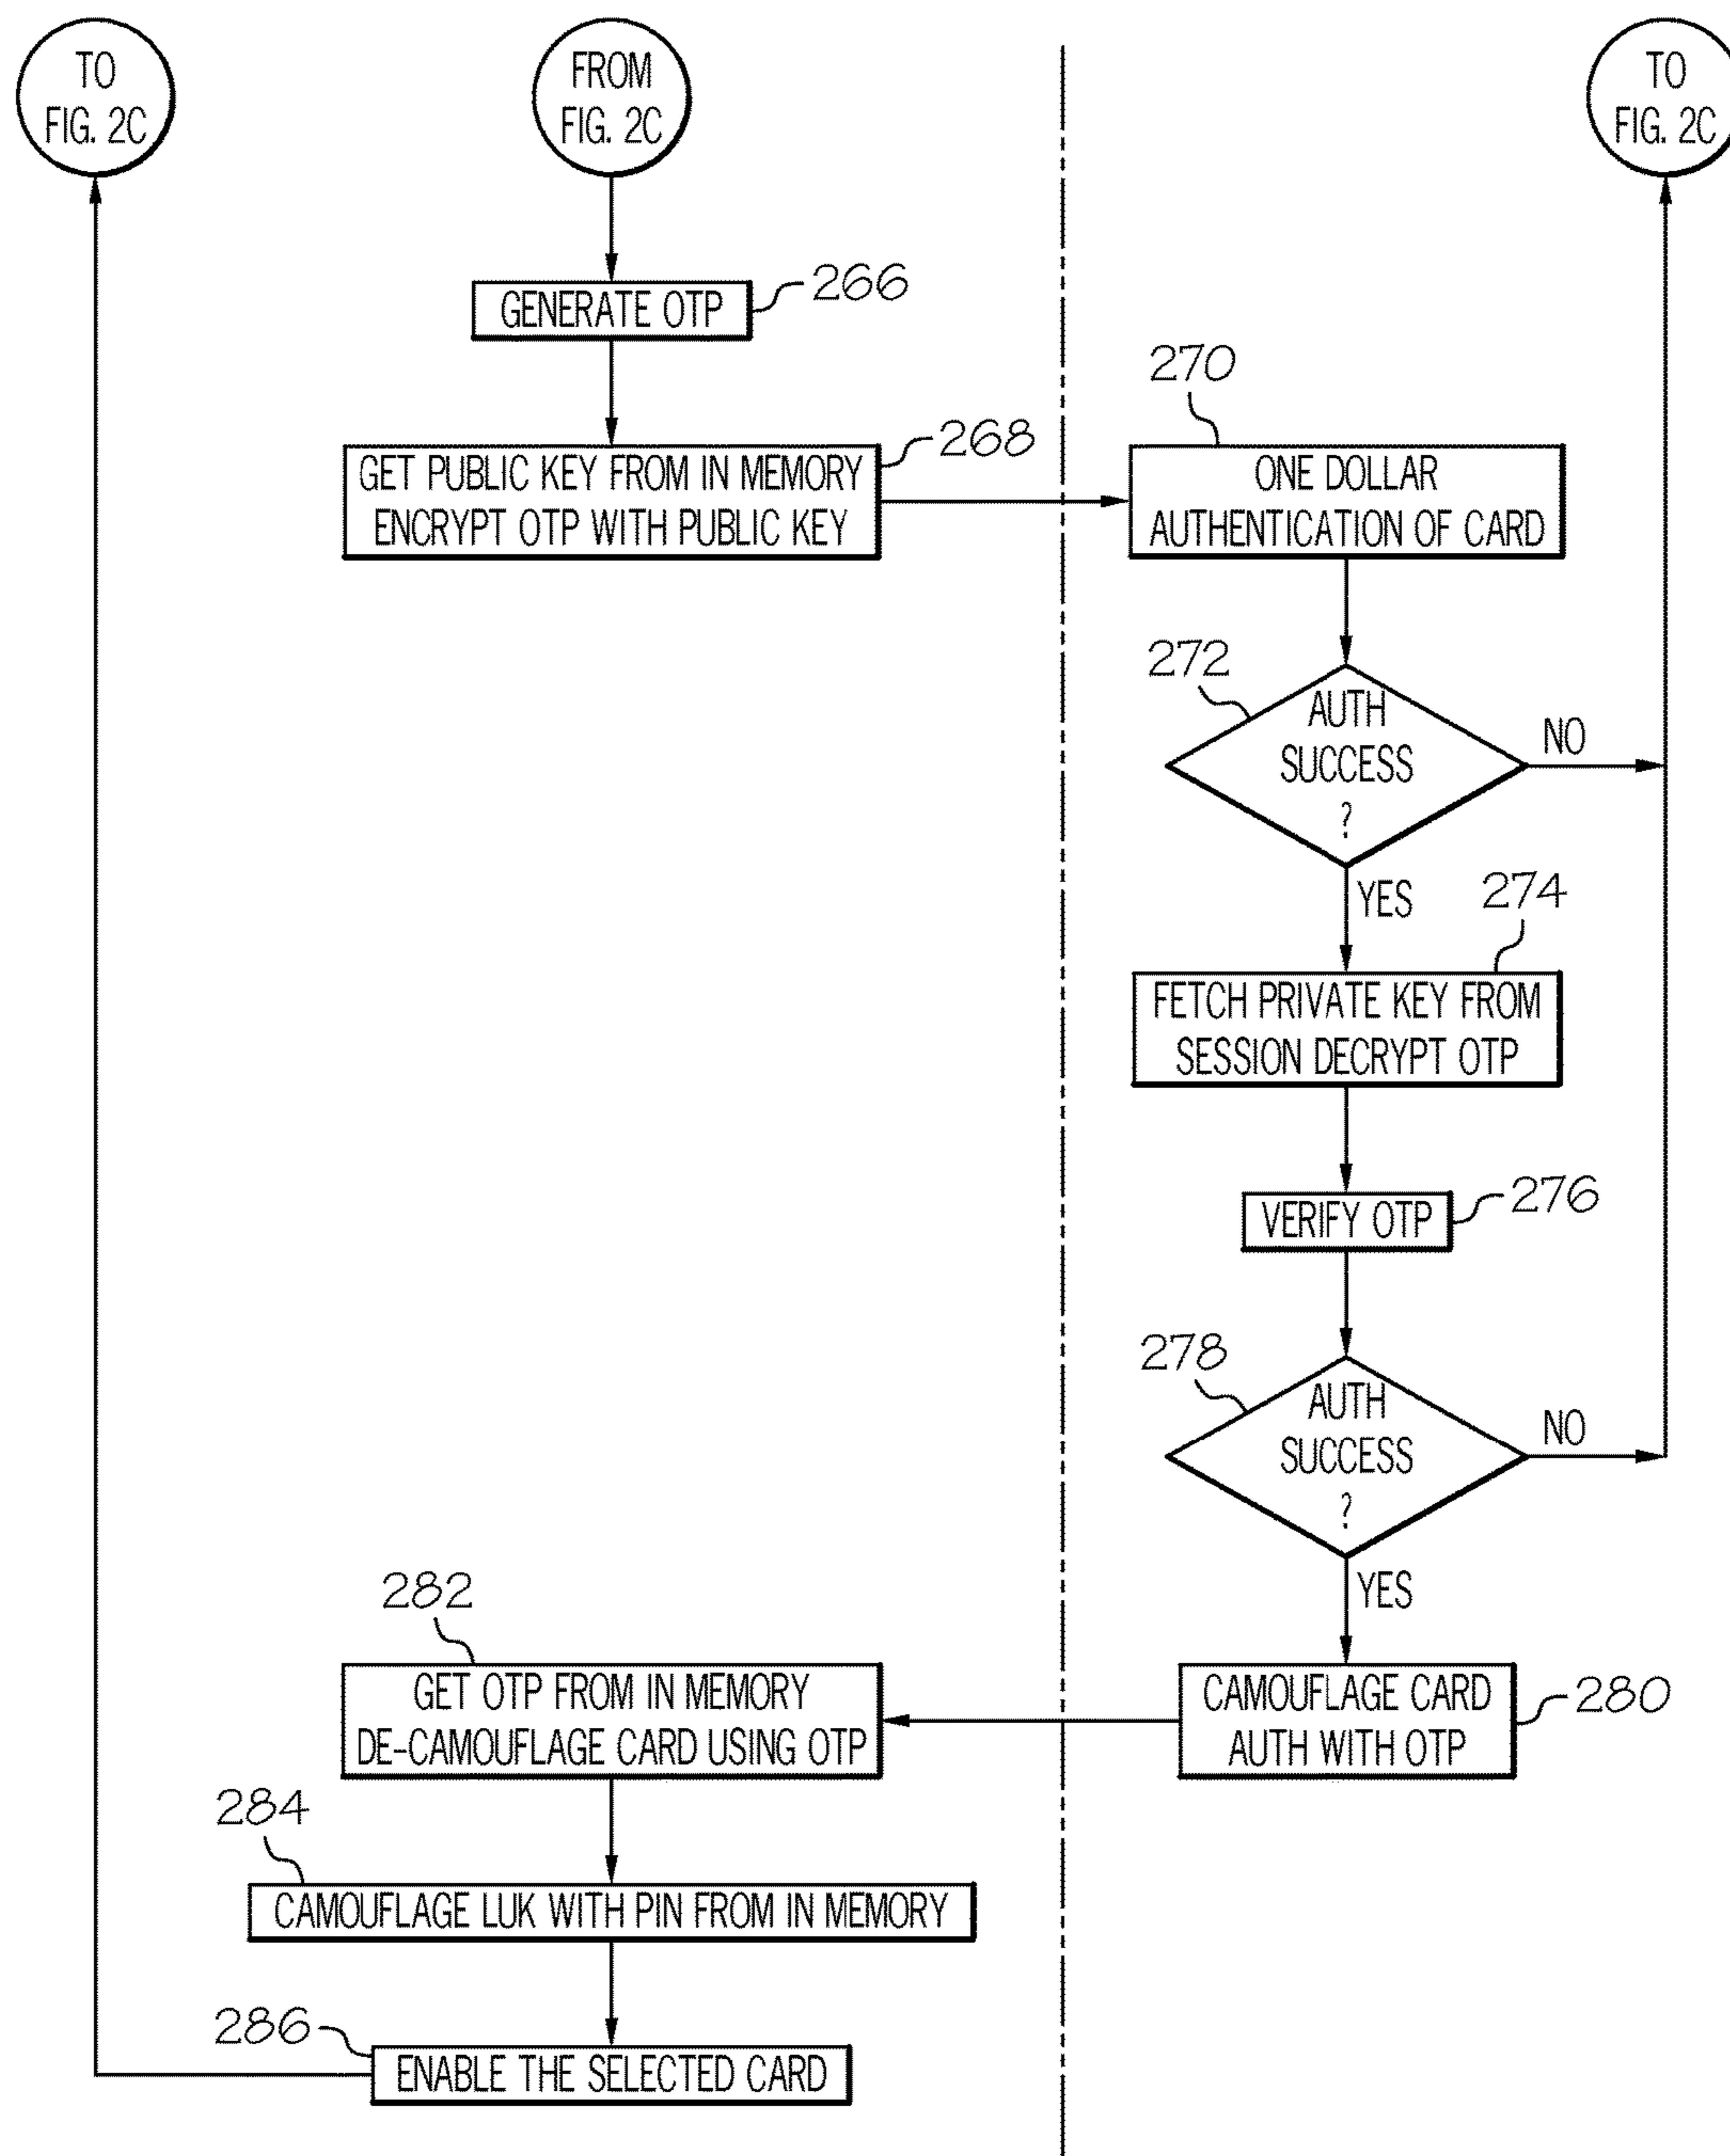 TO
FIG. 2C
FROM
FIG. 2C
TO
FIG. 2C
GENERATE OTP
266
GET PUBLIC KEY FROM IN MEMORY
ENCRYPT OTP WITH PUBLIC KEY
268
270
ONE DOLLAR
AUTHENTICATION OF CARD
272
AUTH
SUCCESS
?
NO
YES
274
FETCH PRIVATE KEY FROM
SESSION DECRYPT OTP
VERIFY OTP
276
278
AUTH
SUCCESS
?
NO
YES
CAMOUFLAGE CARD
AUTH WITH OTP
280
282
GET OTP FROM IN MEMORY
DE-CAMOUFLAGE CARD USING OTP
284
CAMOUFLAGE LUK WITH PIN FROM IN MEMORY
286
ENABLE THE SELECTED CARD